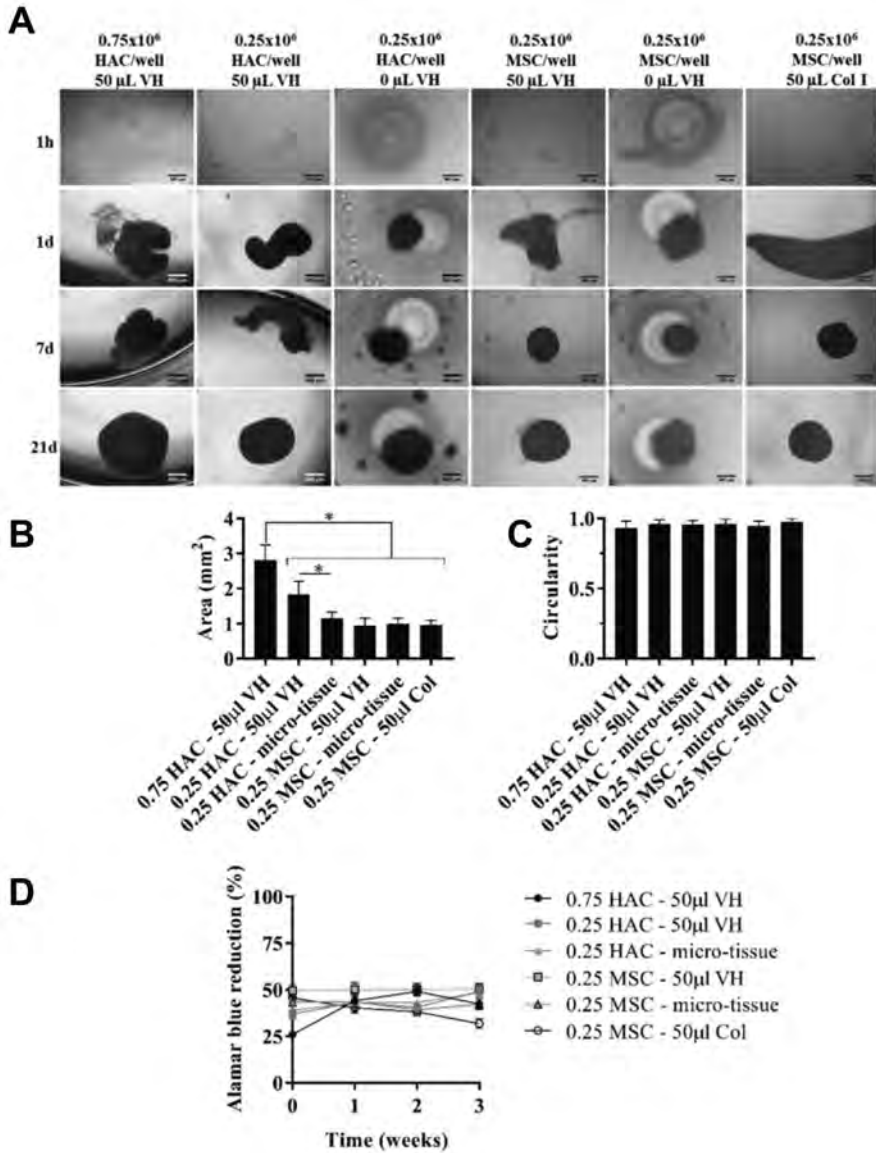 A
0.75x10⁶ HAC/well 50 µL VH
0.25x10⁶ HAC/well 50 µL VH
0.25x10⁶ HAC/well 0 µL VH
0.25x10⁶ MSC/well 50 µL VH
0.25x10⁶ MSC/well 0 µL VH
0.25x10⁶ MSC/well 50 µL Col I
1h
1d
7d
21d
B
Area (mm²)
4
3
2
1
0
*
*
0.75 HAC - 50µl VH
0.25 HAC - 50µl VH
0.25 HAC - micro-tissue
0.25 MSC - 50µl VH
0.25 MSC - micro-tissue
0.25 MSC - 50µl Col
C
Circularity
1.0
0.5
0.0
0.75 HAC - 50µl VH
0.25 HAC - 50µl VH
0.25 HAC - micro-tissue
0.25 MSC - 50µl VH
0.25 MSC - micro-tissue
0.25 MSC - 50µl Col
D
Alamar blue reduction (%)
100
75
50
25
0
0 1 2 3
Time (weeks)
0.75 HAC - 50µl VH
0.25 HAC - 50µl VH
0.25 HAC - micro-tissue
0.25 MSC - 50µl VH
0.25 MSC - micro-tissue
0.25 MSC - 50µl Col